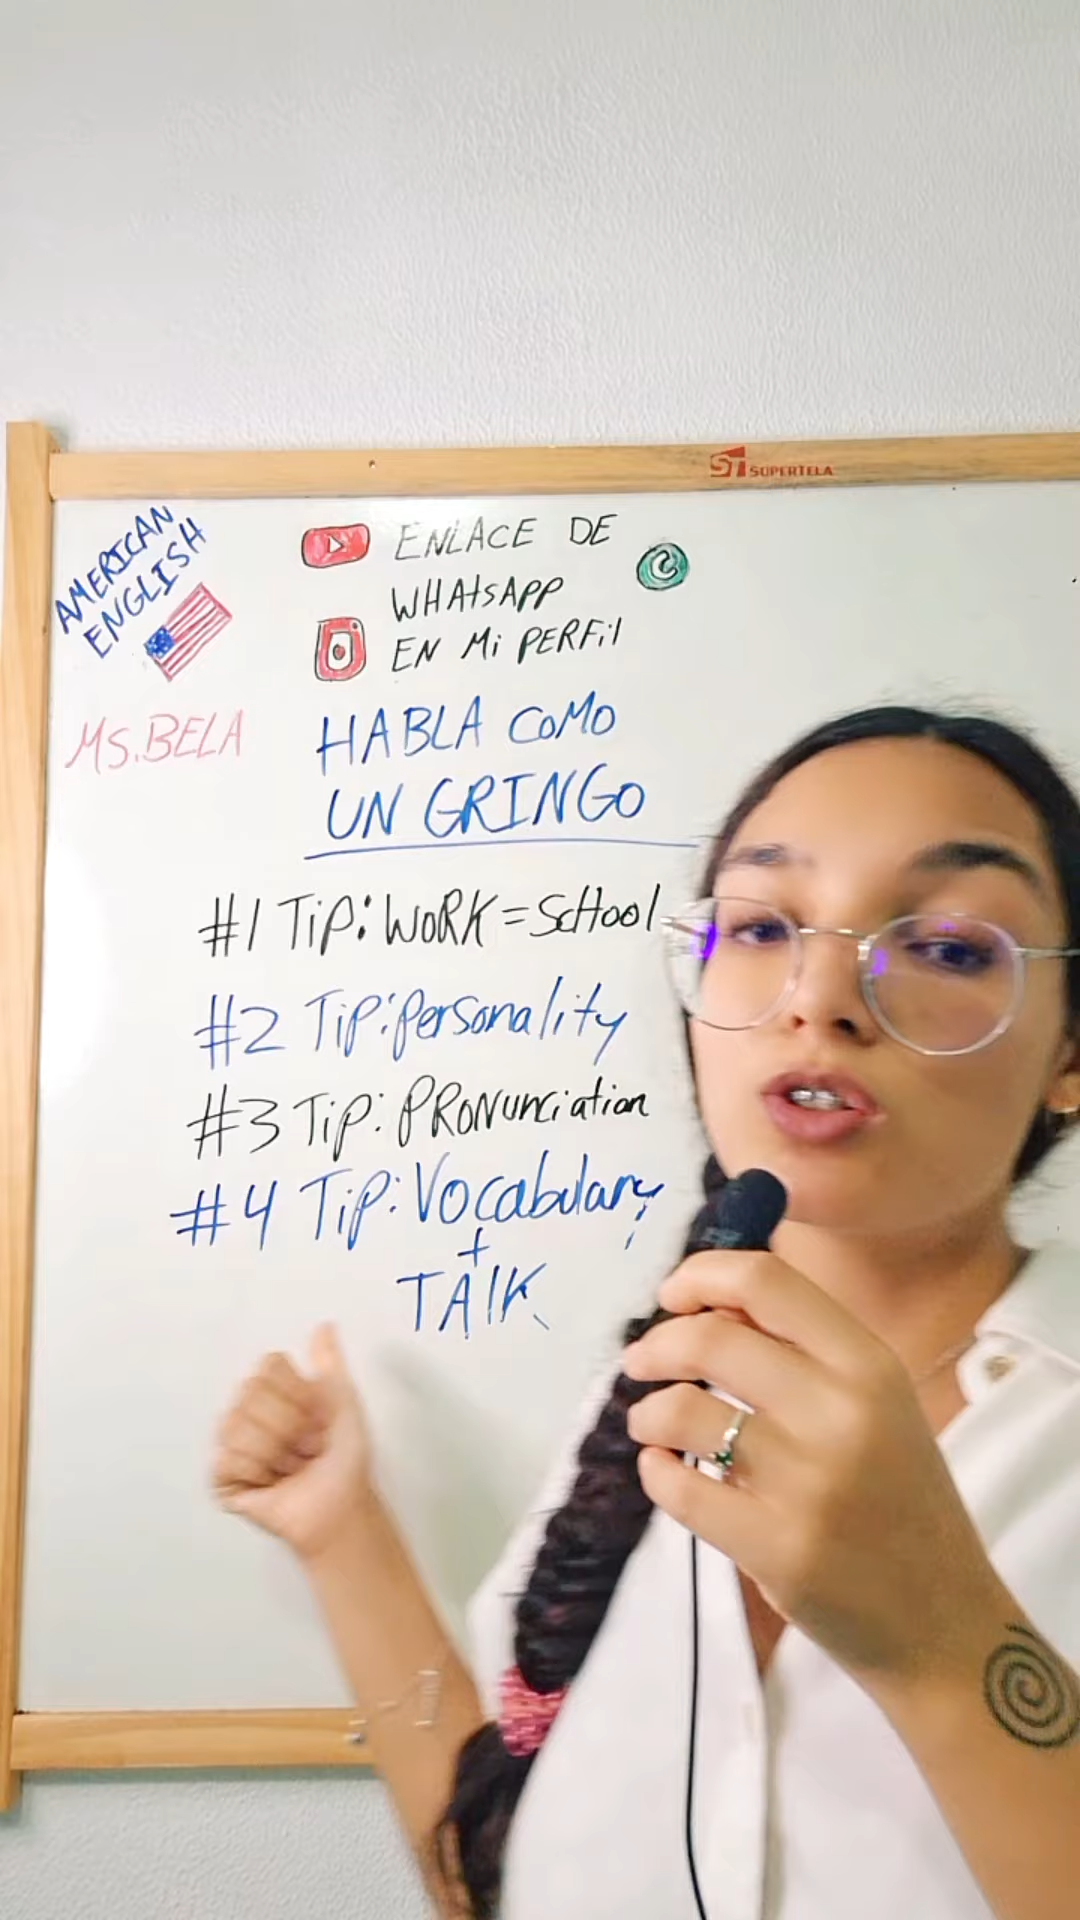 SUPERTELA
AMERICAN
ENGLISH
ENLACE DE
WHAtSAPP
EN Mi PERFil
MS.BELA
HABLA COMO
UN GRINGO
#1 TiP: WORK = ScHool
#2 TiP: Personality
#3 TiP: PRONunciation
#4 TiP: Vocabulary
+
TAlK